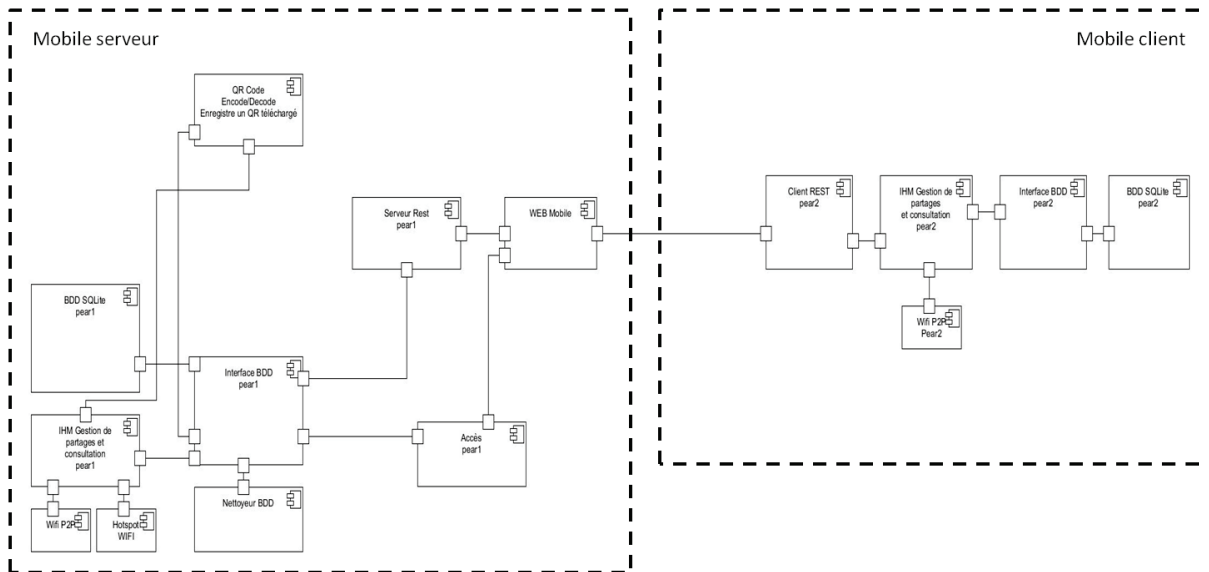 Mobile serveur
Mobile client
QR Code
Encode/Decode
Enregistre un QR téléchargé
Serveur Rest
pear1
WEB Mobile
Client REST
pear2
IHM Gestion de
partages
et consultation
pear2
Interface BDD
pear2
BDD SQLite
pear2
Wifi P2P
Pear2
BDD SQLite
pear1
Interface BDD
pear1
IHM Gestion de
partages et
consultation
pear1
Accés
pear1
Nettoyeur BDD
Wifi P2P
Hotspot
WIFI